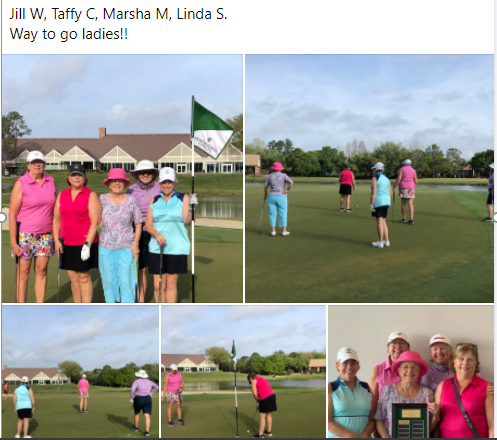 Jill W, Taffy C, Marsha M, Linda S.
Way to go ladies!!